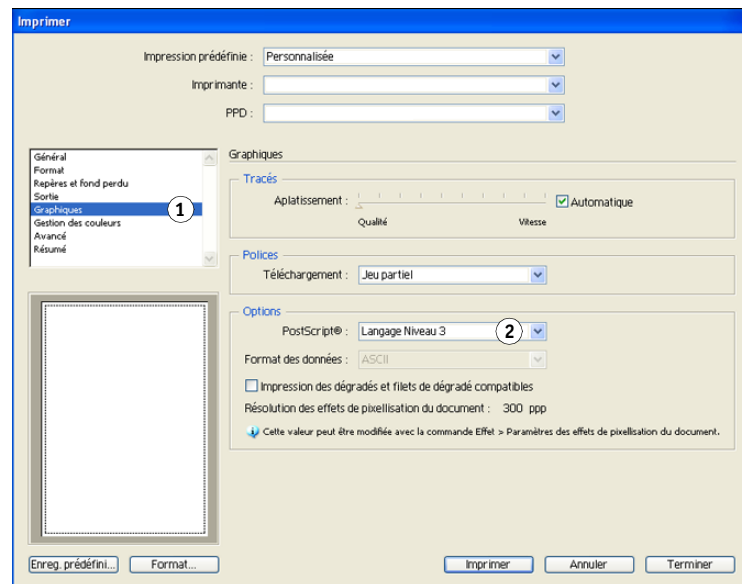 Imprimer
Impression prédéfinie : Personnalisée
Imprimante :
PPD :
Général
Format
Repères et fond perdu
Sortie
Graphiques 1
Gestion des couleurs
Avancé
Résumé
Graphiques
Tracés
Aplatissement : Automatique
Qualité Vitesse
Polices
Téléchargement : Jeu partiel
Options
PostScript® : Langage Niveau 3 2
Format des données : ASCII
Impression des dégradés et filets de dégradé compatibles
Résolution des effets de pixellisation du document : 300 ppp
Cette valeur peut être modifiée avec la commande Effet > Paramètres des effets de pixellisation du document.
Enreg. prédéfini... Format... Imprimer Annuler Terminer